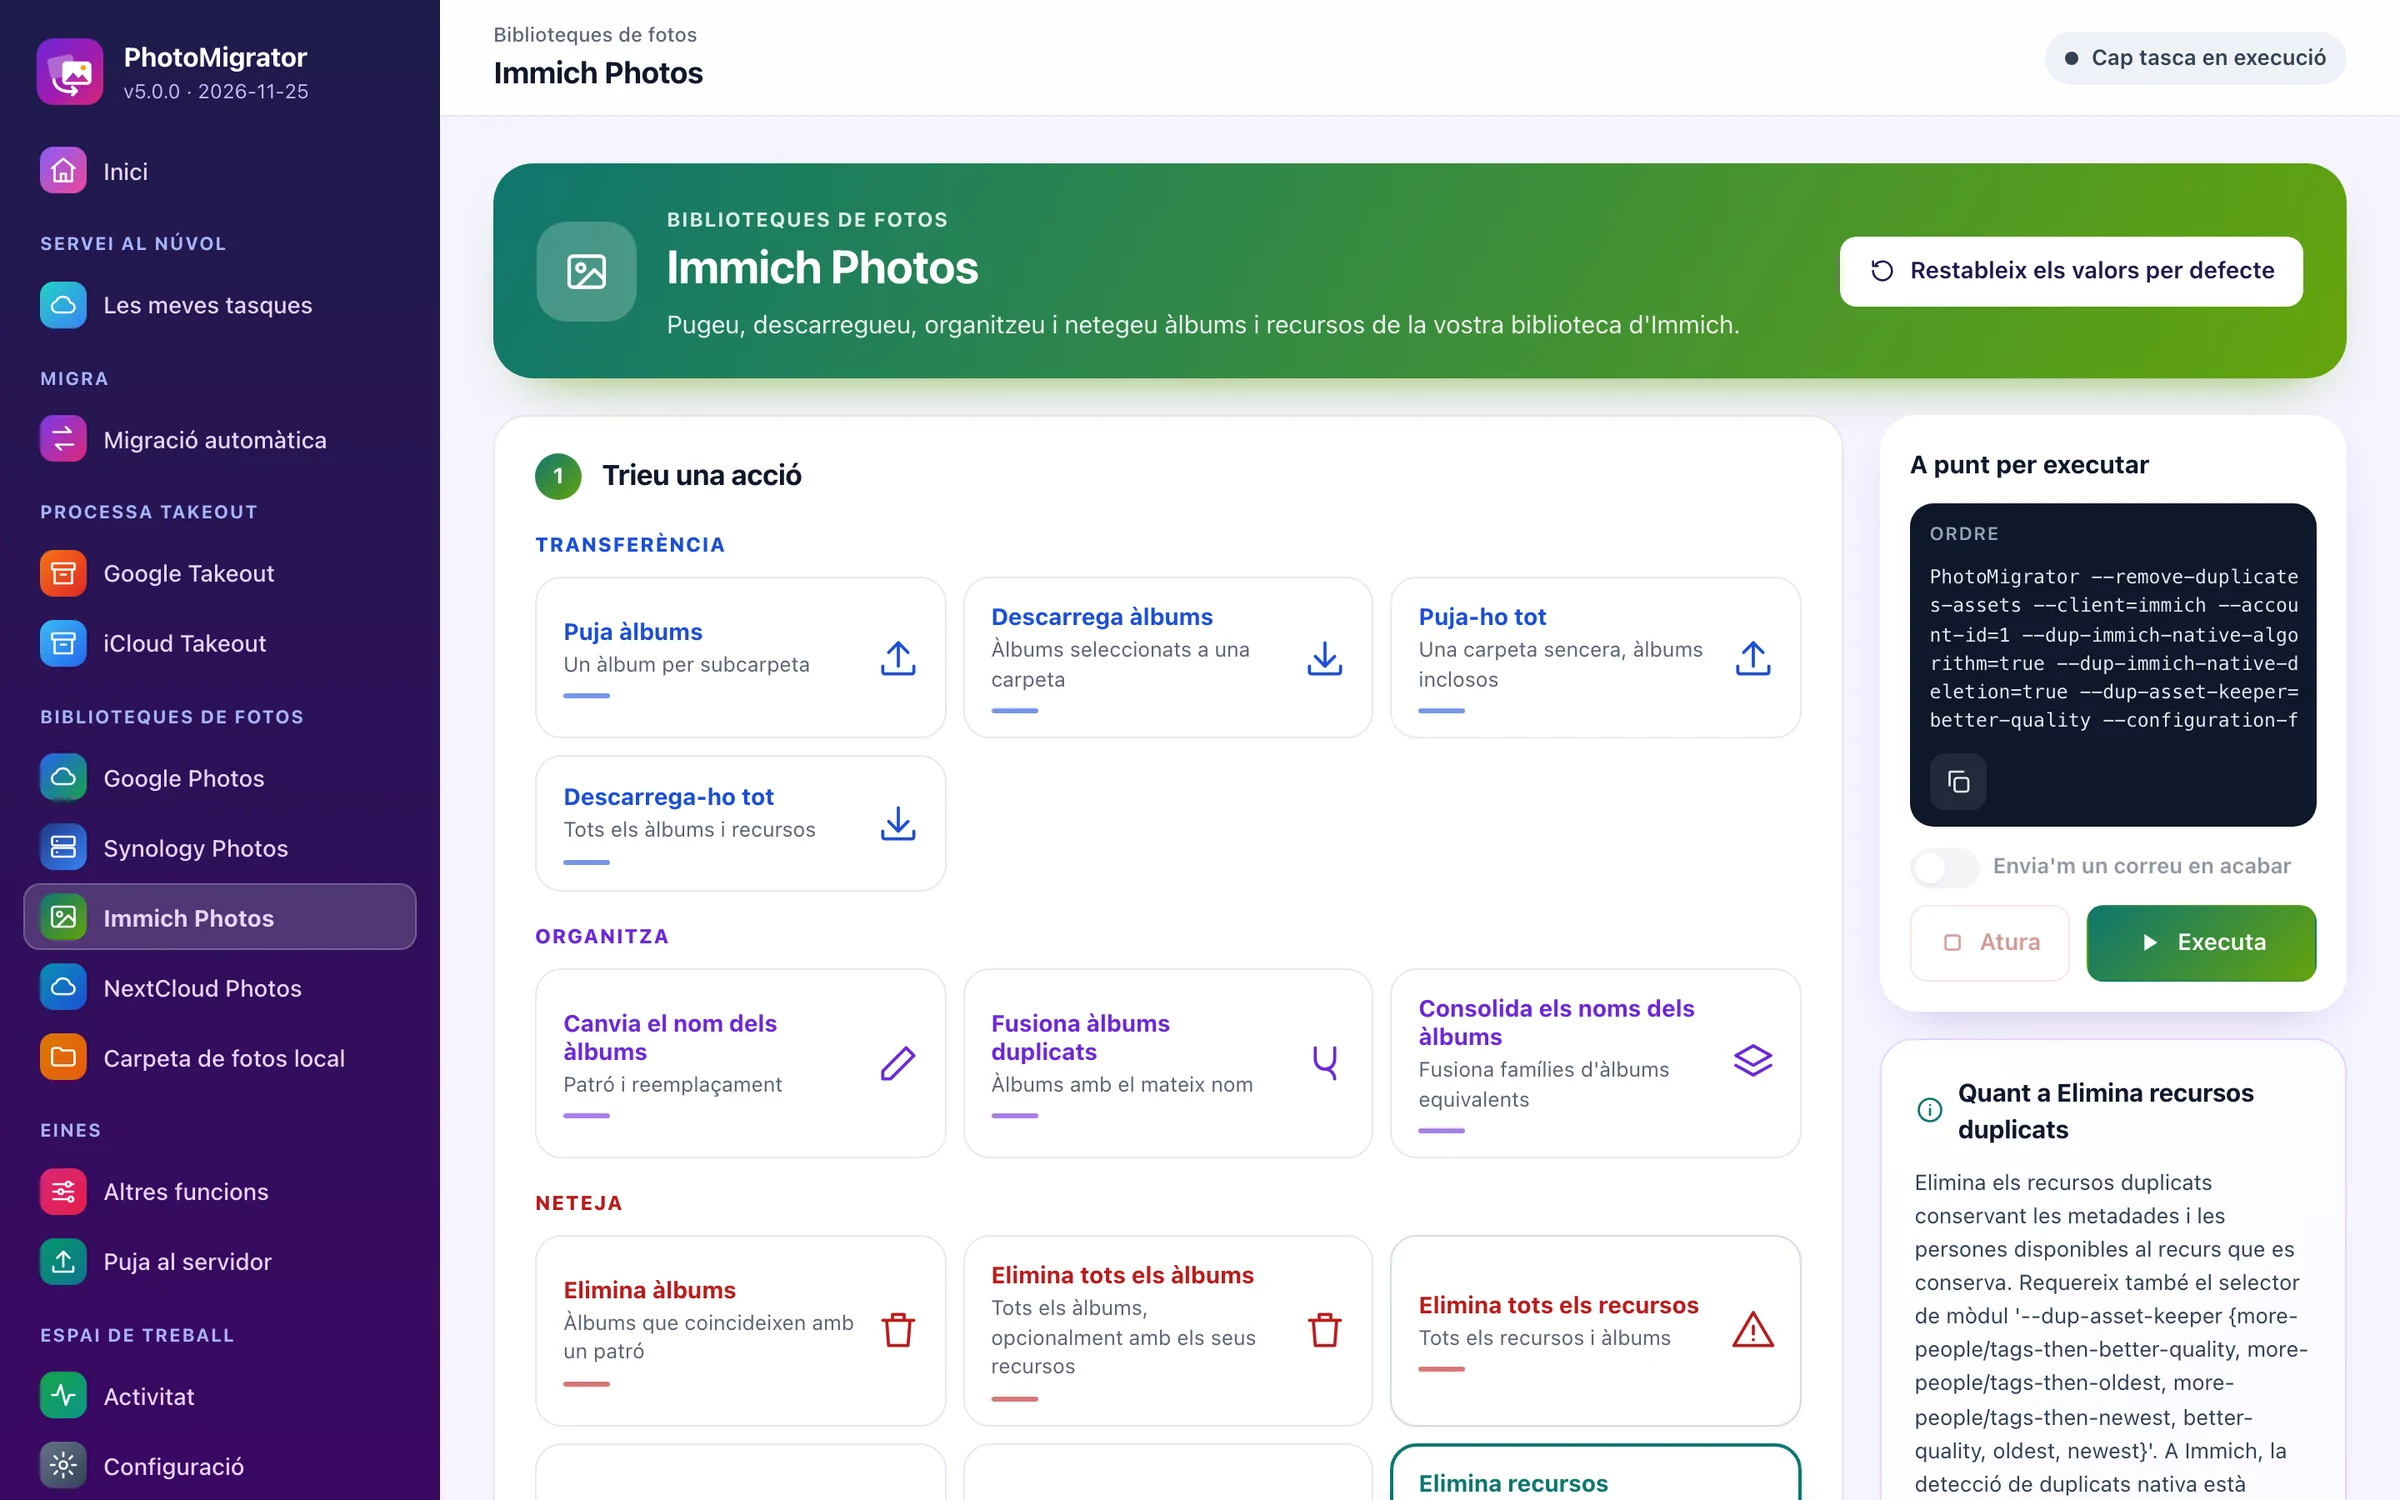 PhotoMigrator
v5.0.0 · 2026-11-25
Inici
SERVEI AL NÚVOL
Les meves tasques
MIGRA
Migració automàtica
PROCESSA TAKEOUT
Google Takeout
iCloud Takeout
BIBLIOTEQUES DE FOTOS
Google Photos
Synology Photos
Immich Photos
NextCloud Photos
Carpeta de fotos local
EINES
Altres funcions
Puja al servidor
ESPAI DE TREBALL
Activitat
Configuració
Biblioteques de fotos
Immich Photos
Cap tasca en execució
BIBLIOTEQUES DE FOTOS
Immich Photos
Pugeu, descarregueu, organitzeu i netegeu àlbums i recursos de la vostra biblioteca d'Immich.
Restableix els valors per defecte
1 Trieu una acció
TRANSFERÈNCIA
Puja àlbums
Un àlbum per subcarpeta
Descarrega àlbums
Àlbums seleccionats a una
carpeta
Puja-ho tot
Una carpeta sencera, àlbums
inclosos
Descarrega-ho tot
Tots els àlbums i recursos
ORGANITZA
Canvia el nom dels
àlbums
Patró i reemplaçament
Fusiona àlbums
duplicats
Àlbums amb el mateix nom
Consolida els noms dels
àlbums
Fusiona famílies d'àlbums
equivalents
NETEJA
Elimina àlbums
Àlbums que coincideixen amb
un patró
Elimina tots els àlbums
Tots els àlbums,
opcionalment amb els seus
recursos
Elimina tots els recursos
Tots els recursos i àlbums
Elimina recursos
A punt per executar
ORDRE
PhotoMigrator --remove-duplicate
s-assets --client=immich --accou
nt-id=1 --dup-immich-native-algo
rithm=true --dup-immich-native-d
eletion=true --dup-asset-keeper=
better-quality --configuration-f
Envia'm un correu en acabar
Atura
Executa
Quant a Elimina recursos
duplicats
Elimina els recursos duplicats
conservant les metadades i les
persones disponibles al recurs que es
conserva. Requereix també el selector
de mòdul '--dup-asset-keeper {more-
people/tags-then-better-quality, more-
people/tags-then-oldest, more-
people/tags-then-newest, better-
quality, oldest, newest}'. A Immich, la
detecció de duplicats nativa està